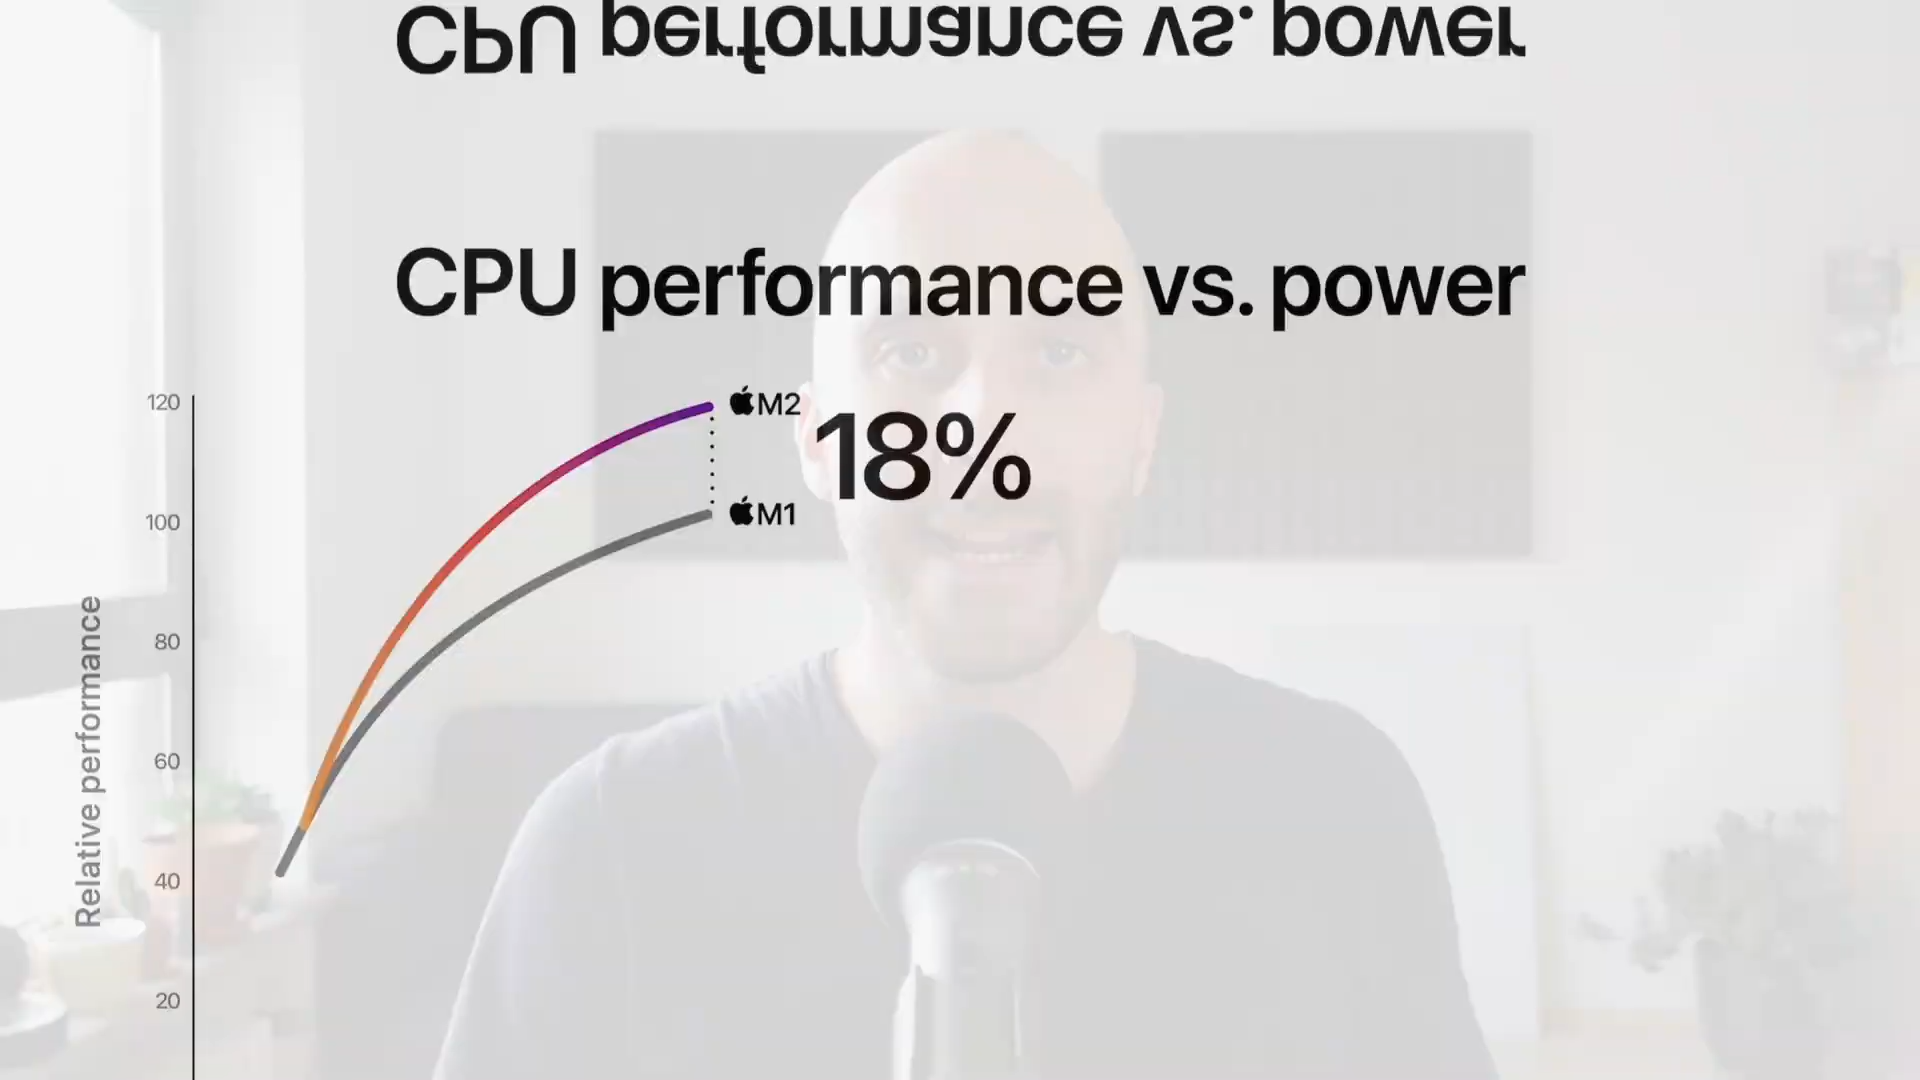 CPU performance vs. power
CPU performance vs. power
120
M2
18%
100
M1
80
Relative performance
60
40
20